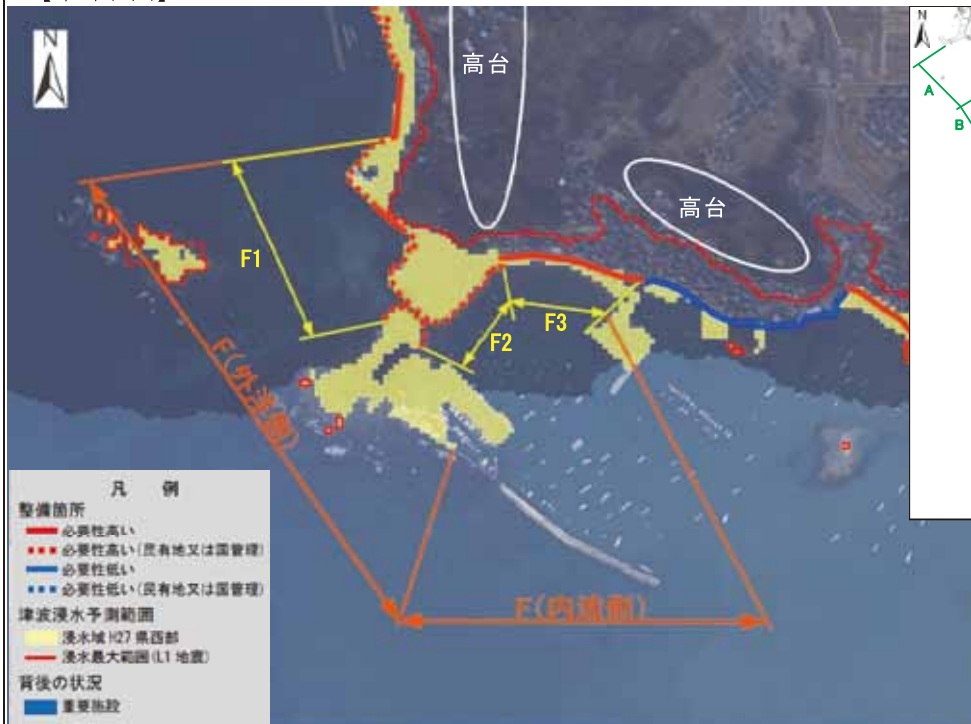 N
高台
高台
F1
F2
F3
F(外洋側)
F(内湾側)
凡 例
整備箇所
必要性高い
必要性高い(民有地又は国管理)
必要性低い
必要性低い(民有地又は国管理)
津波浸水予測範囲
浸水域 H27 県西部
浸水最大範囲(L1 地震)
背後の状況
重要施設
N
A
B